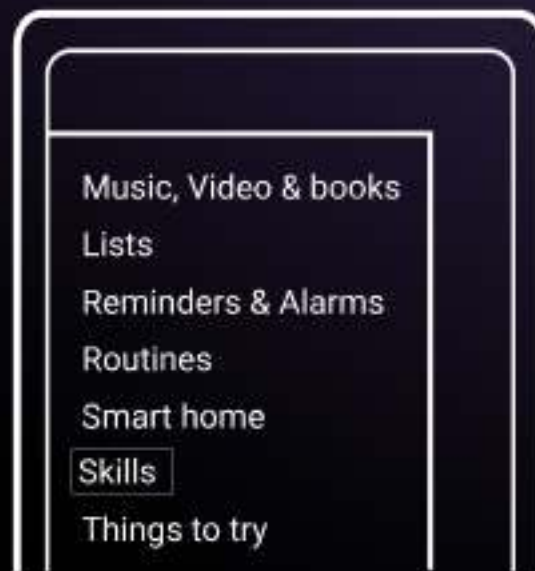 Music, Video & books
Lists
Reminders & Alarms
Routines
Smart home
Skills
Things to try